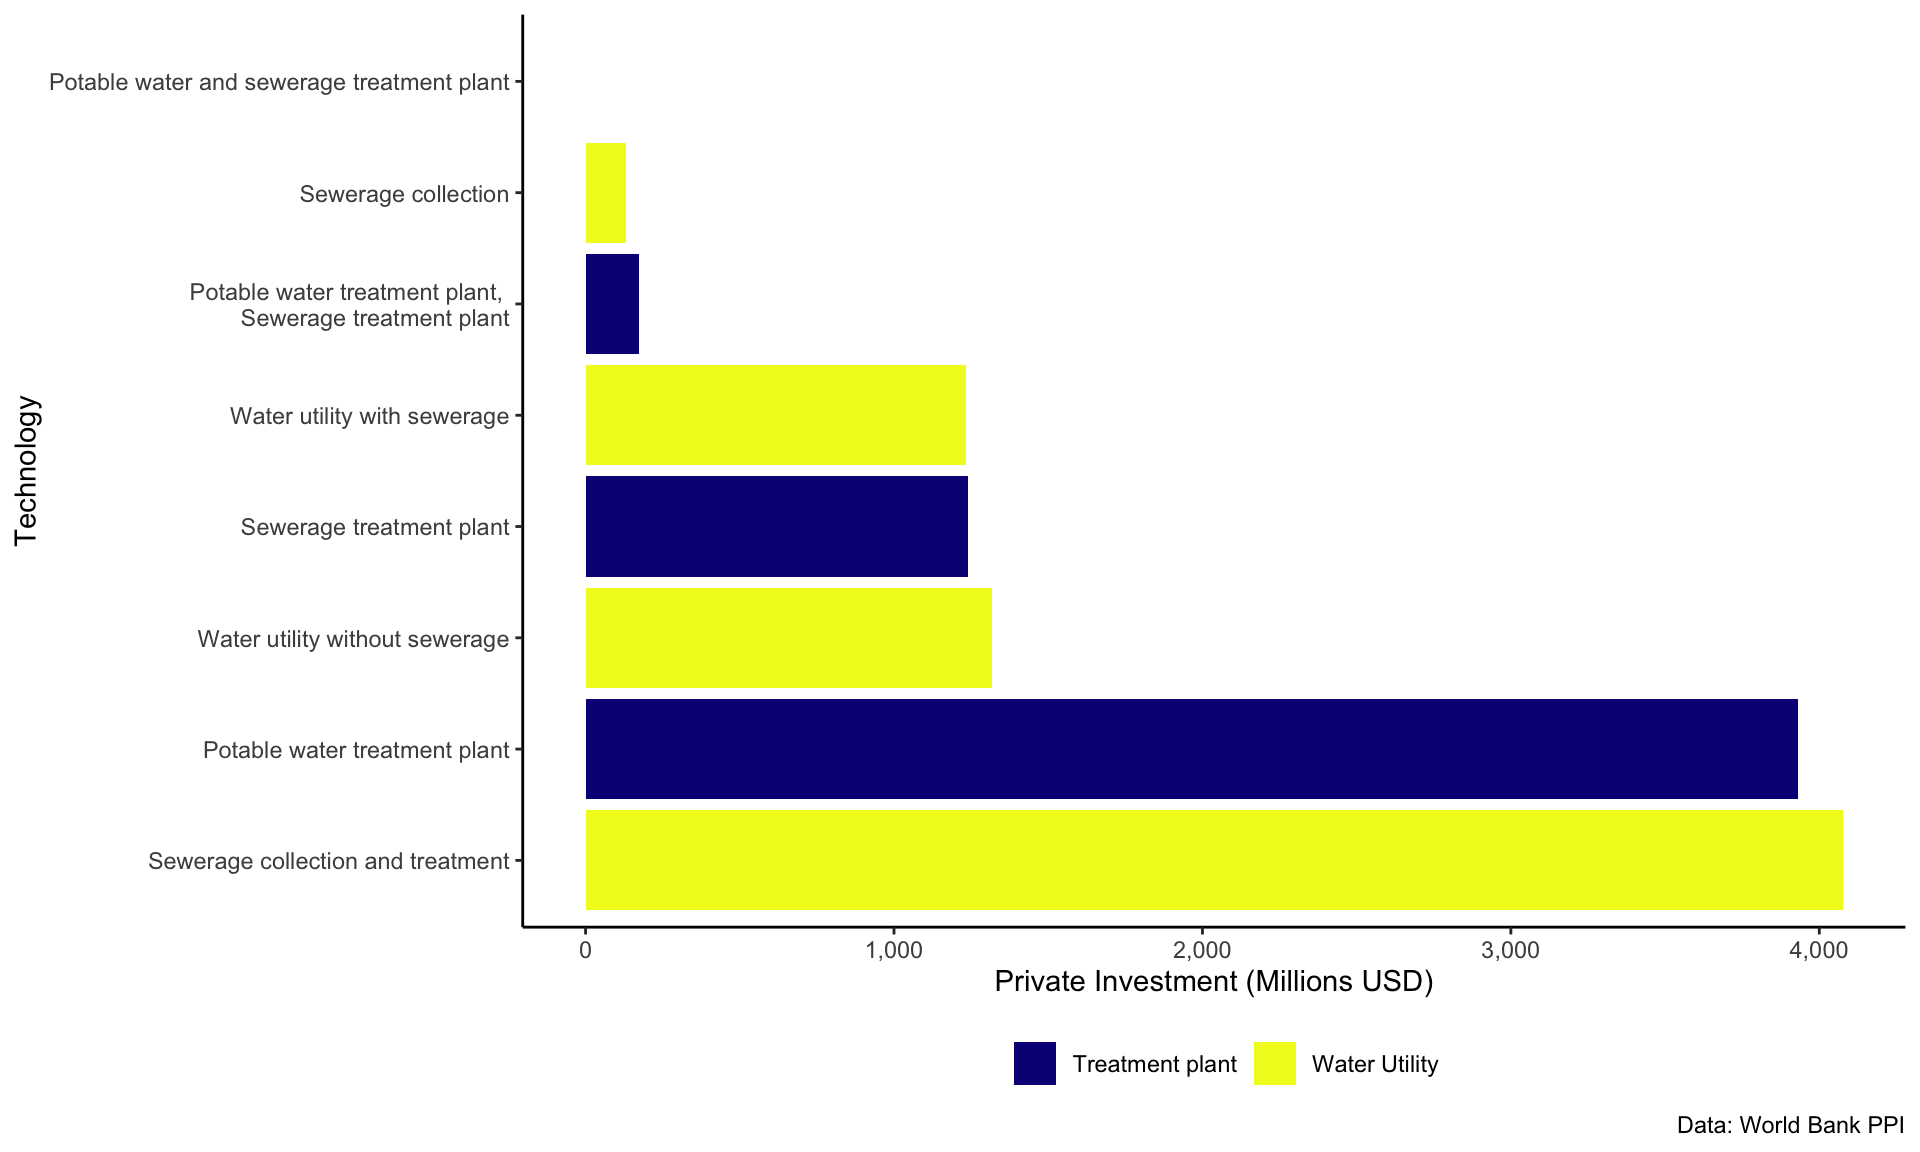 Potable water and sewerage treatment plant
Sewerage collection
Potable water treatment plant,
Sewerage treatment plant
Water utility with sewerage
Sewerage treatment plant
Water utility without sewerage
Potable water treatment plant
Sewerage collection and treatment
Technology
0 1,000 2,000 3,000 4,000
Private Investment (Millions USD)
Treatment plant Water Utility
Data: World Bank PPI